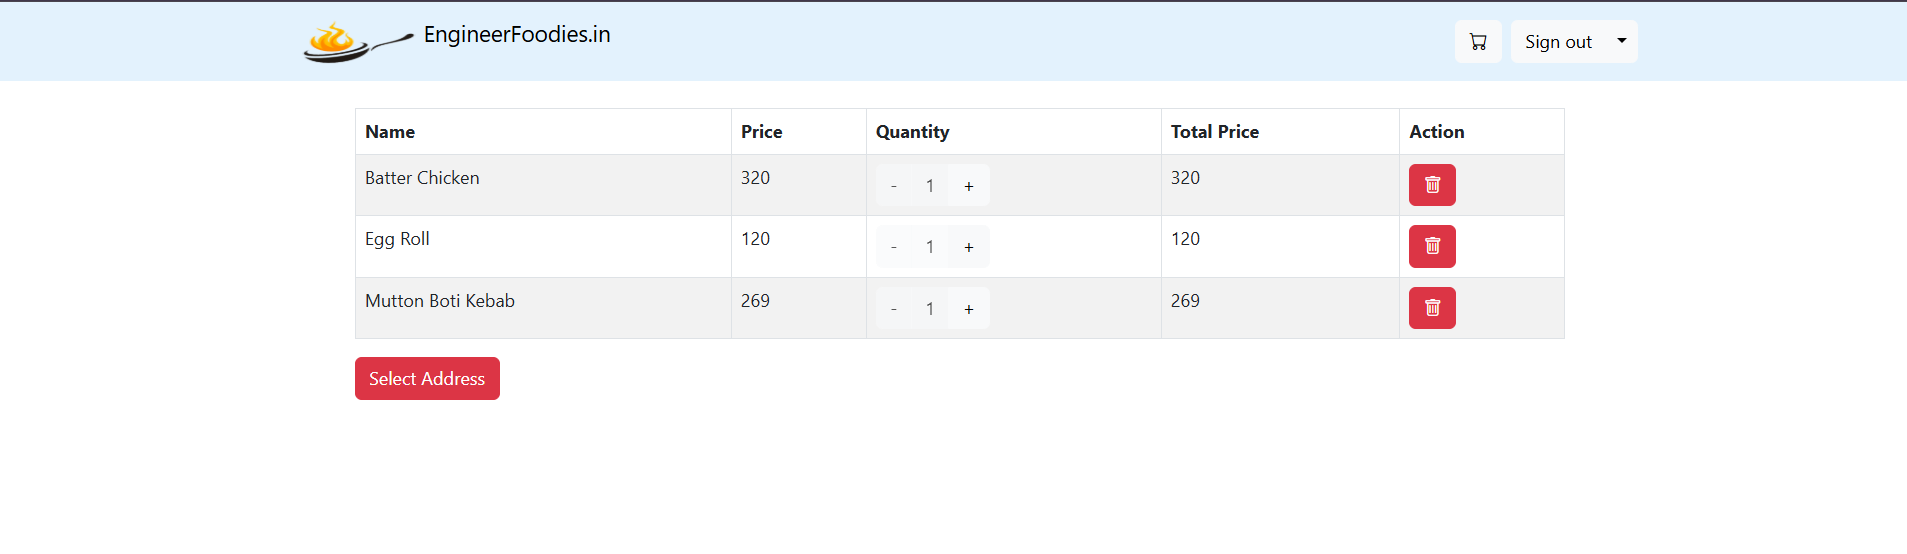 EngineerFoodies.in
Sign out
Name Price Quantity Total Price Action
Batter Chicken 320 - 1 + 320
Egg Roll 120 - 1 + 120
Mutton Boti Kebab 269 - 1 + 269
Select Address